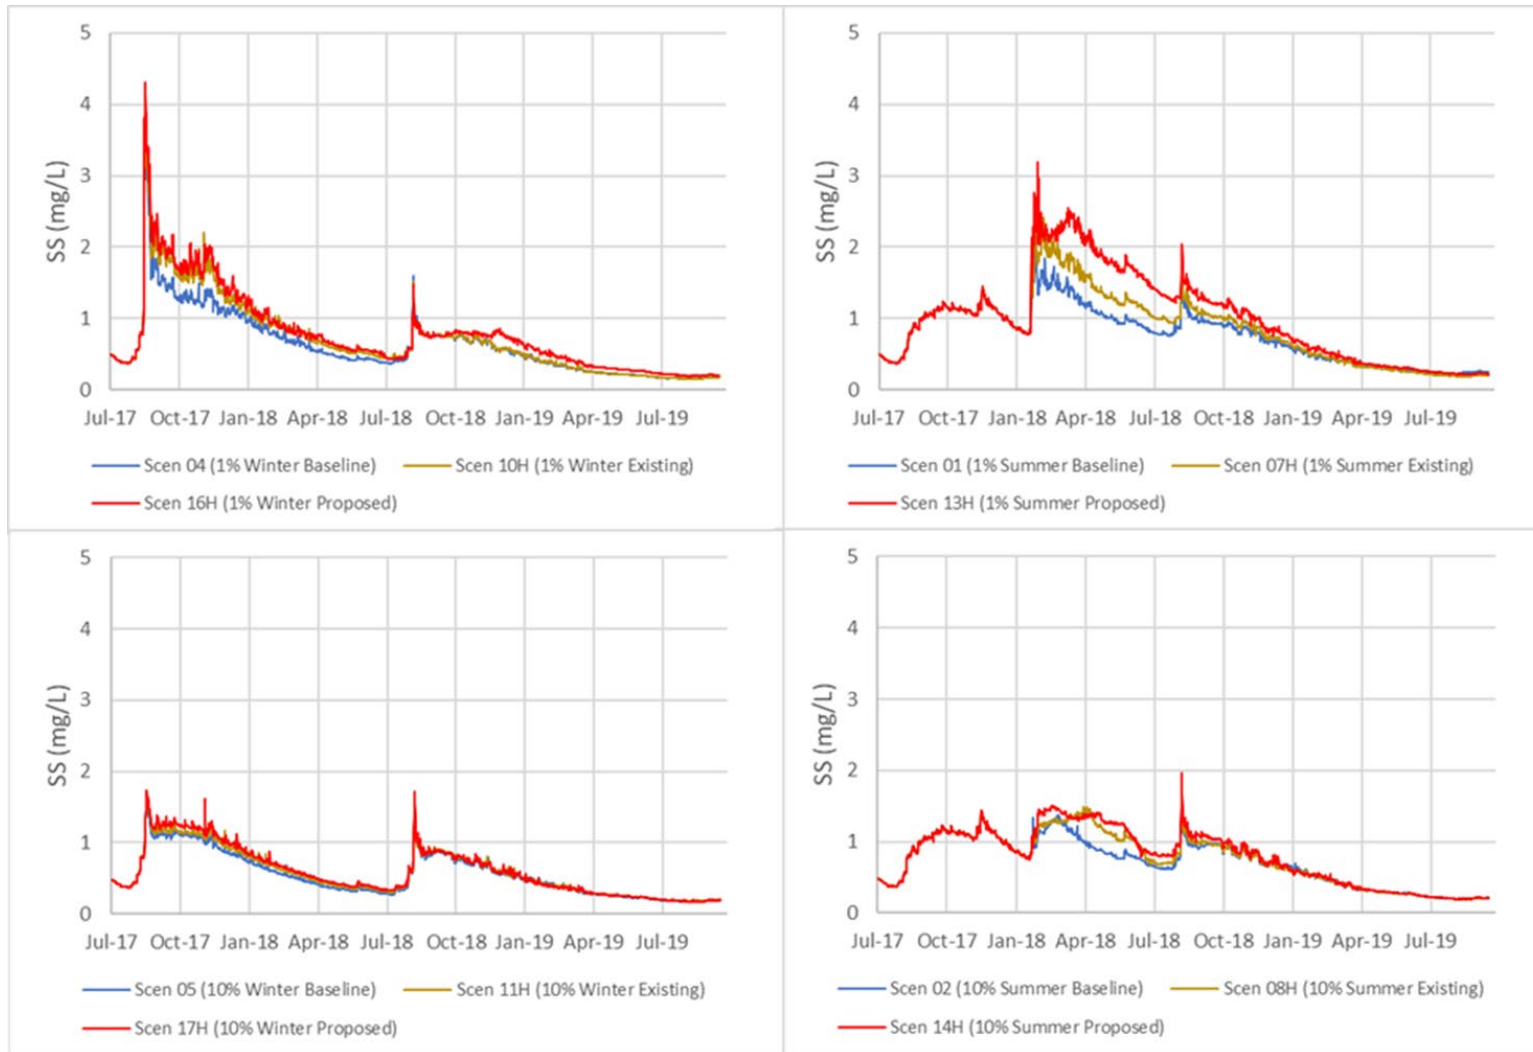 5
4
3
2
1
0
SS (mg/L)
Jul-17 Oct-17 Jan-18 Apr-18 Jul-18 Oct-18 Jan-19 Apr-19 Jul-19
Scen 04 (1% Winter Baseline) Scen 10H (1% Winter Existing)
Scen 16H (1% Winter Proposed)
5
4
3
2
1
0
SS (mg/L)
Jul-17 Oct-17 Jan-18 Apr-18 Jul-18 Oct-18 Jan-19 Apr-19 Jul-19
Scen 01 (1% Summer Baseline) Scen 07H (1% Summer Existing)
Scen 13H (1% Summer Proposed)
5
4
3
2
1
0
SS (mg/L)
Jul-17 Oct-17 Jan-18 Apr-18 Jul-18 Oct-18 Jan-19 Apr-19 Jul-19
Scen 05 (10% Winter Baseline) Scen 11H (10% Winter Existing)
Scen 17H (10% Winter Proposed)
5
4
3
2
1
0
SS (mg/L)
Jul-17 Oct-17 Jan-18 Apr-18 Jul-18 Oct-18 Jan-19 Apr-19 Jul-19
Scen 02 (10% Summer Baseline) Scen 08H (10% Summer Existing)
Scen 14H (10% Summer Proposed)